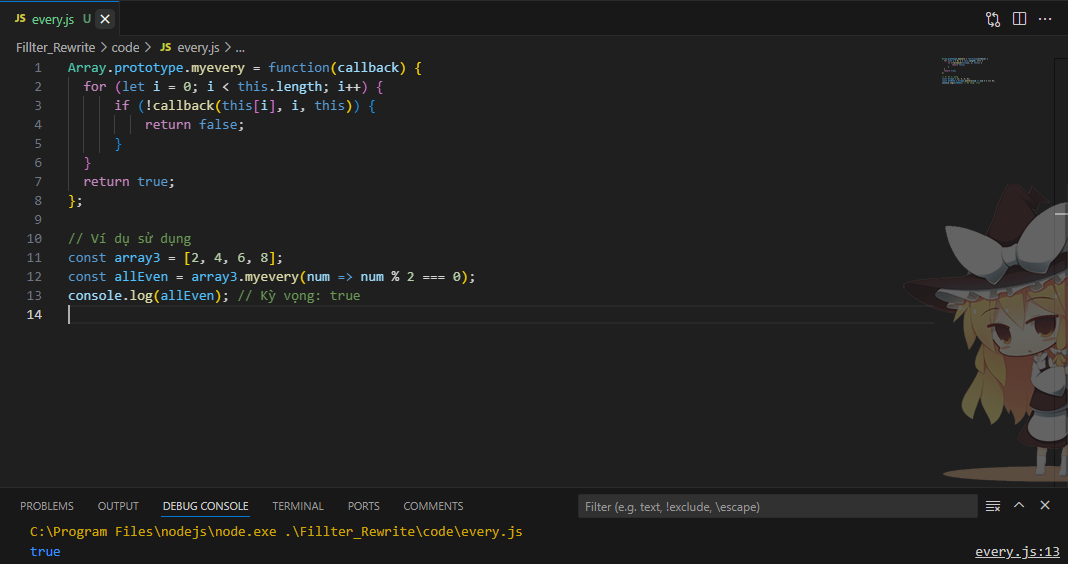 JS every.js U
Fillter_Rewrite > code > JS every.js > ...
1 Array.prototype.myevery = function(callback) {
2 for (let i = 0; i < this.length; i++) {
3 if (!callback(this[i], i, this)) {
4 return false;
5 }
6 }
7 return true;
8 };
9
10 // Ví dụ sử dụng
11 const array3 = [2, 4, 6, 8];
12 const allEven = array3.myevery(num => num % 2 === 0);
13 console.log(allEven); // Kỳ vọng: true
14
PROBLEMS OUTPUT DEBUG CONSOLE TERMINAL PORTS COMMENTS Filter (e.g. text, !exclude, \escape)
C:\Program Files\nodejs\node.exe .\Fillter_Rewrite\code\every.js
true every.js:13